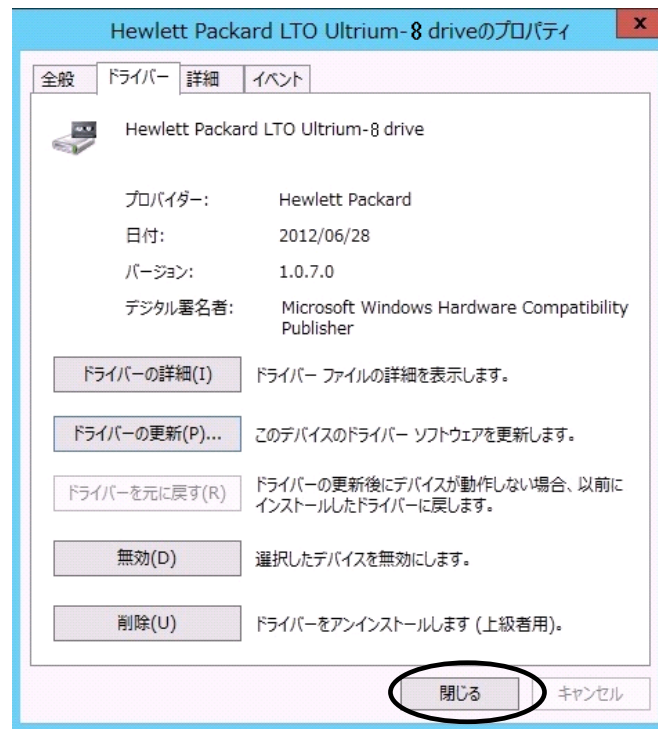 Hewlett Packard LTO Ultrium-8 driveのプロパティ
x
全般 ドライバー 詳細 イベント
Hewlett Packard LTO Ultrium-8 drive
プロバイダー: Hewlett Packard
日付: 2012/06/28
バージョン: 1.0.7.0
デジタル署名者: Microsoft Windows Hardware Compatibility
Publisher
ドライバーの詳細(I) ドライバー ファイルの詳細を表示します。
ドライバーの更新(P)... このデバイスのドライバー ソフトウェアを更新します。
ドライバーを元に戻す(R) ドライバーの更新後にデバイスが動作しない場合、以前に
インストールしたドライバーに戻します。
無効(D) 選択したデバイスを無効にします。
削除(U) ドライバーをアンインストールします (上級者用)。
閉じる キャンセル